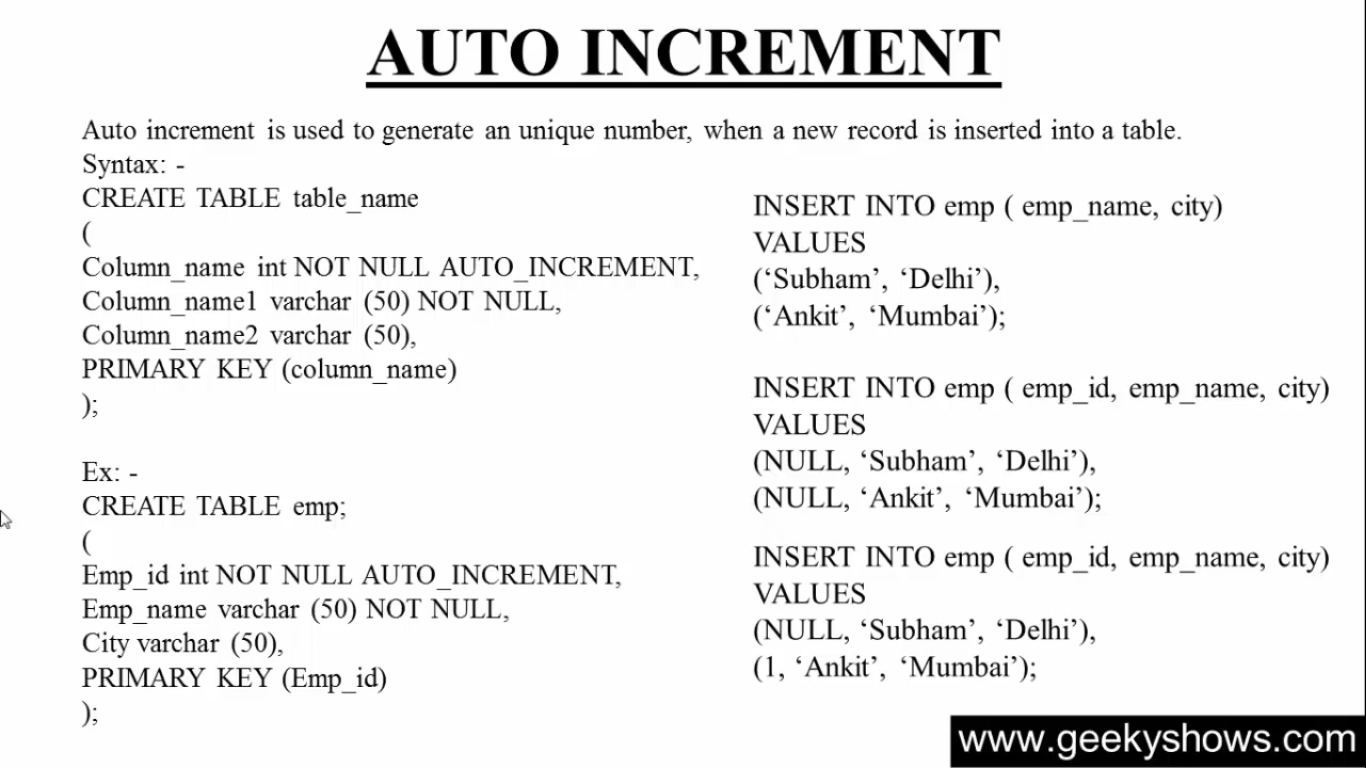 AUTO INCREMENT
Auto increment is used to generate an unique number, when a new record is inserted into a table.
Syntax: -
CREATE TABLE table_name
(
Column_name int NOT NULL AUTO_INCREMENT,
Column_name1 varchar (50) NOT NULL,
Column_name2 varchar (50),
PRIMARY KEY (column_name)
);
Ex: -
CREATE TABLE emp;
(
Emp_id int NOT NULL AUTO_INCREMENT,
Emp_name varchar (50) NOT NULL,
City varchar (50),
PRIMARY KEY (Emp_id)
);
INSERT INTO emp ( emp_name, city)
VALUES
(‘Subham’, ‘Delhi’),
(‘Ankit’, ‘Mumbai’);
INSERT INTO emp ( emp_id, emp_name, city)
VALUES
(NULL, ‘Subham’, ‘Delhi’),
(NULL, ‘Ankit’, ‘Mumbai’);
INSERT INTO emp ( emp_id, emp_name, city)
VALUES
(NULL, ‘Subham’, ‘Delhi’),
(1, ‘Ankit’, ‘Mumbai’);
www.geekyshows.com